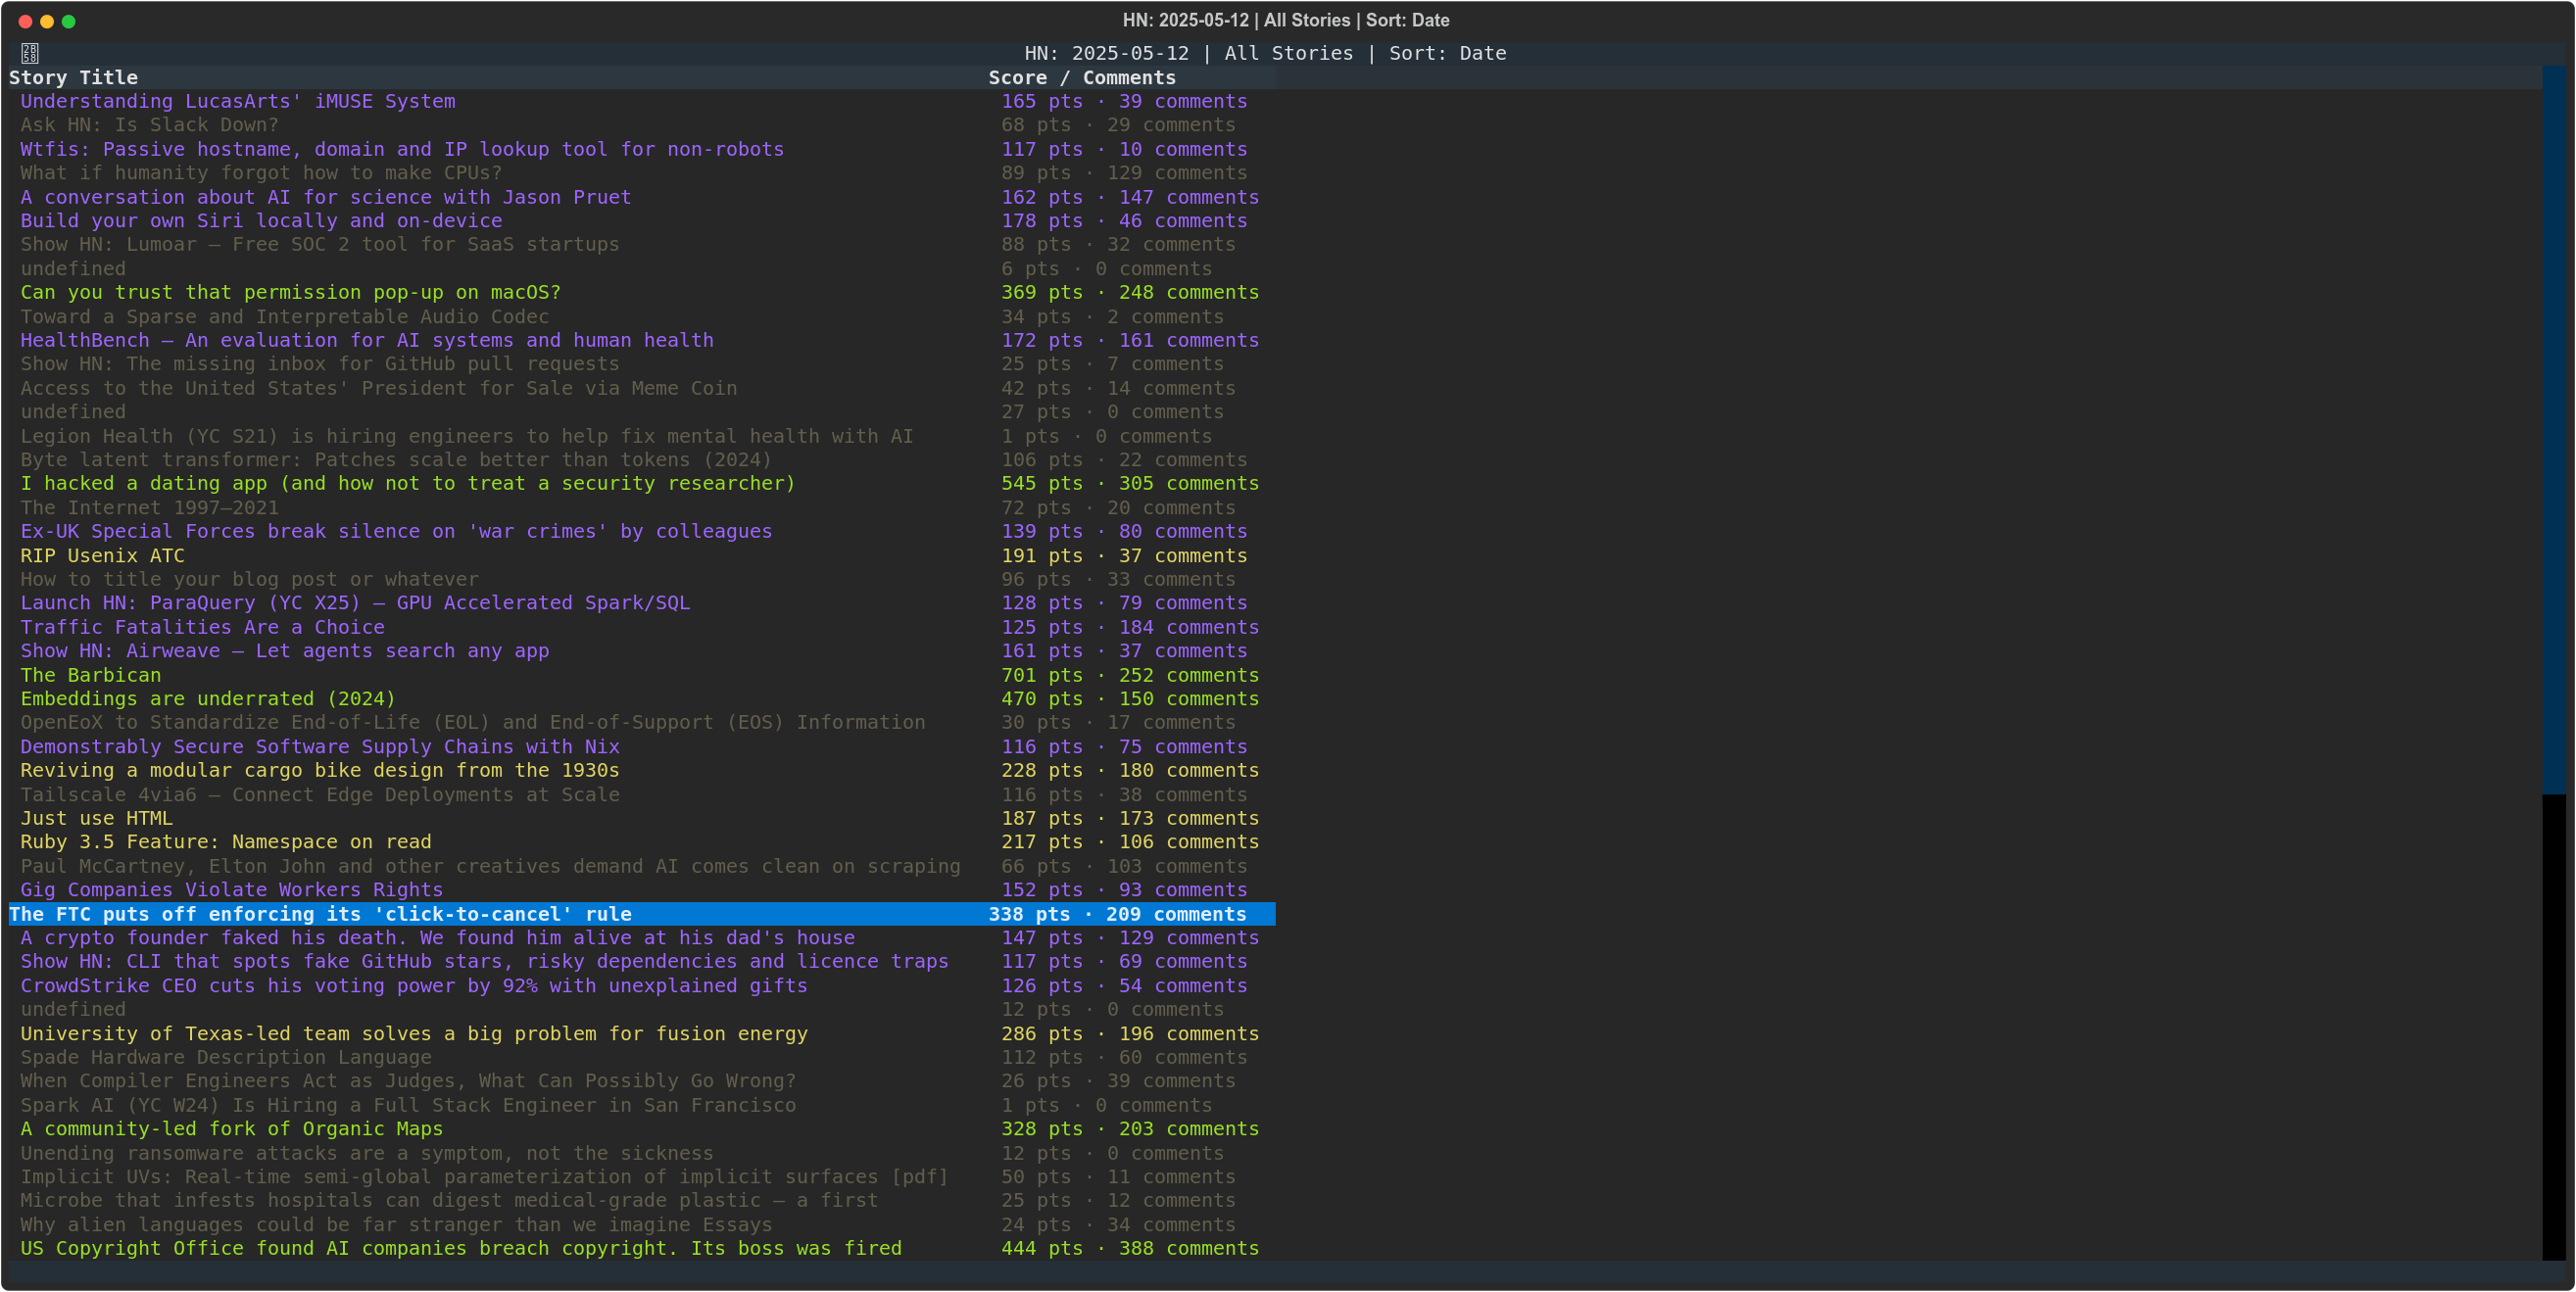 HN: 2025-05-12 | All Stories | Sort: Date
HN: 2025-05-12 | All Stories | Sort: Date
Story Title Score / Comments
Understanding LucasArts' iMUSE System 165 pts · 39 comments
Ask HN: Is Slack Down? 68 pts · 29 comments
Wtfis: Passive hostname, domain and IP lookup tool for non-robots 117 pts · 10 comments
What if humanity forgot how to make CPUs? 89 pts · 129 comments
A conversation about AI for science with Jason Pruet 162 pts · 147 comments
Build your own Siri locally and on-device 178 pts · 46 comments
Show HN: Lumoar – Free SOC 2 tool for SaaS startups 88 pts · 32 comments
undefined 6 pts · 0 comments
Can you trust that permission pop-up on macOS? 369 pts · 248 comments
Toward a Sparse and Interpretable Audio Codec 34 pts · 2 comments
HealthBench – An evaluation for AI systems and human health 172 pts · 161 comments
Show HN: The missing inbox for GitHub pull requests 25 pts · 7 comments
Access to the United States' President for Sale via Meme Coin 42 pts · 14 comments
undefined 27 pts · 0 comments
Legion Health (YC S21) is hiring engineers to help fix mental health with AI 1 pts · 0 comments
Byte latent transformer: Patches scale better than tokens (2024) 106 pts · 22 comments
I hacked a dating app (and how not to treat a security researcher) 545 pts · 305 comments
The Internet 1997–2021 72 pts · 20 comments
Ex-UK Special Forces break silence on 'war crimes' by colleagues 139 pts · 80 comments
RIP Usenix ATC 191 pts · 37 comments
How to title your blog post or whatever 96 pts · 33 comments
Launch HN: ParaQuery (YC X25) – GPU Accelerated Spark/SQL 128 pts · 79 comments
Traffic Fatalities Are a Choice 125 pts · 184 comments
Show HN: Airweave – Let agents search any app 161 pts · 37 comments
The Barbican 701 pts · 252 comments
Embeddings are underrated (2024) 470 pts · 150 comments
OpenEoX to Standardize End-of-Life (EOL) and End-of-Support (EOS) Information 30 pts · 17 comments
Demonstrably Secure Software Supply Chains with Nix 116 pts · 75 comments
Reviving a modular cargo bike design from the 1930s 228 pts · 180 comments
Tailscale 4via6 – Connect Edge Deployments at Scale 116 pts · 38 comments
Just use HTML 187 pts · 173 comments
Ruby 3.5 Feature: Namespace on read 217 pts · 106 comments
Paul McCartney, Elton John and other creatives demand AI comes clean on scraping 66 pts · 103 comments
Gig Companies Violate Workers Rights 152 pts · 93 comments
The FTC puts off enforcing its 'click-to-cancel' rule 338 pts · 209 comments
A crypto founder faked his death. We found him alive at his dad's house 147 pts · 129 comments
Show HN: CLI that spots fake GitHub stars, risky dependencies and licence traps 117 pts · 69 comments
CrowdStrike CEO cuts his voting power by 92% with unexplained gifts 126 pts · 54 comments
undefined 12 pts · 0 comments
University of Texas-led team solves a big problem for fusion energy 286 pts · 196 comments
Spade Hardware Description Language 112 pts · 60 comments
When Compiler Engineers Act as Judges, What Can Possibly Go Wrong? 26 pts · 39 comments
Spark AI (YC W24) Is Hiring a Full Stack Engineer in San Francisco 1 pts · 0 comments
A community-led fork of Organic Maps 328 pts · 203 comments
Unending ransomware attacks are a symptom, not the sickness 12 pts · 0 comments
Implicit UVs: Real-time semi-global parameterization of implicit surfaces [pdf] 50 pts · 11 comments
Microbe that infests hospitals can digest medical-grade plastic – a first 25 pts · 12 comments
Why alien languages could be far stranger than we imagine Essays 24 pts · 34 comments
US Copyright Office found AI companies breach copyright. Its boss was fired 444 pts · 388 comments